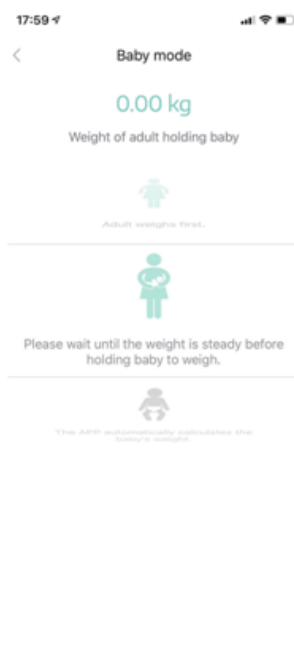 17:59
Baby mode
0.00 kg
Weight of adult holding baby
Adult weighs first.
Please wait until the weight is steady before
holding baby to weigh.
The APP automatically calculates the
baby's weight.